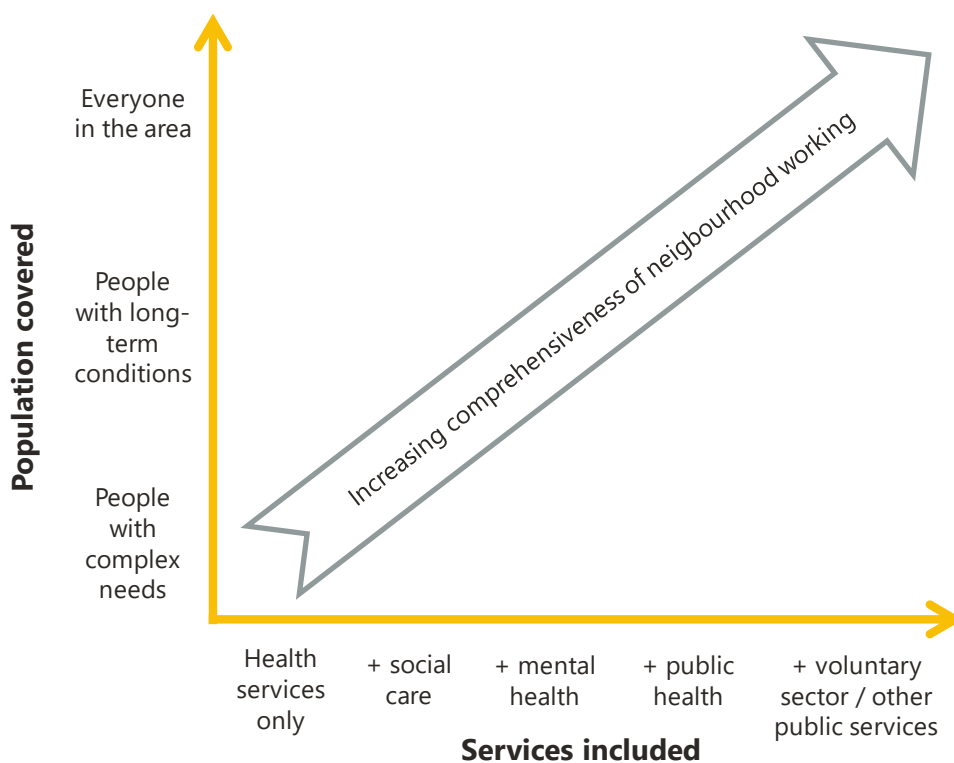 Everyone
in the area
People
with long-
term
conditions
People
with
complex
needs
Population covered
Increasing comprehensiveness of neigbourhood working
Health
services
only
+ social
care
+ mental
health
+ public
health
+ voluntary
sector / other
public services
Services included